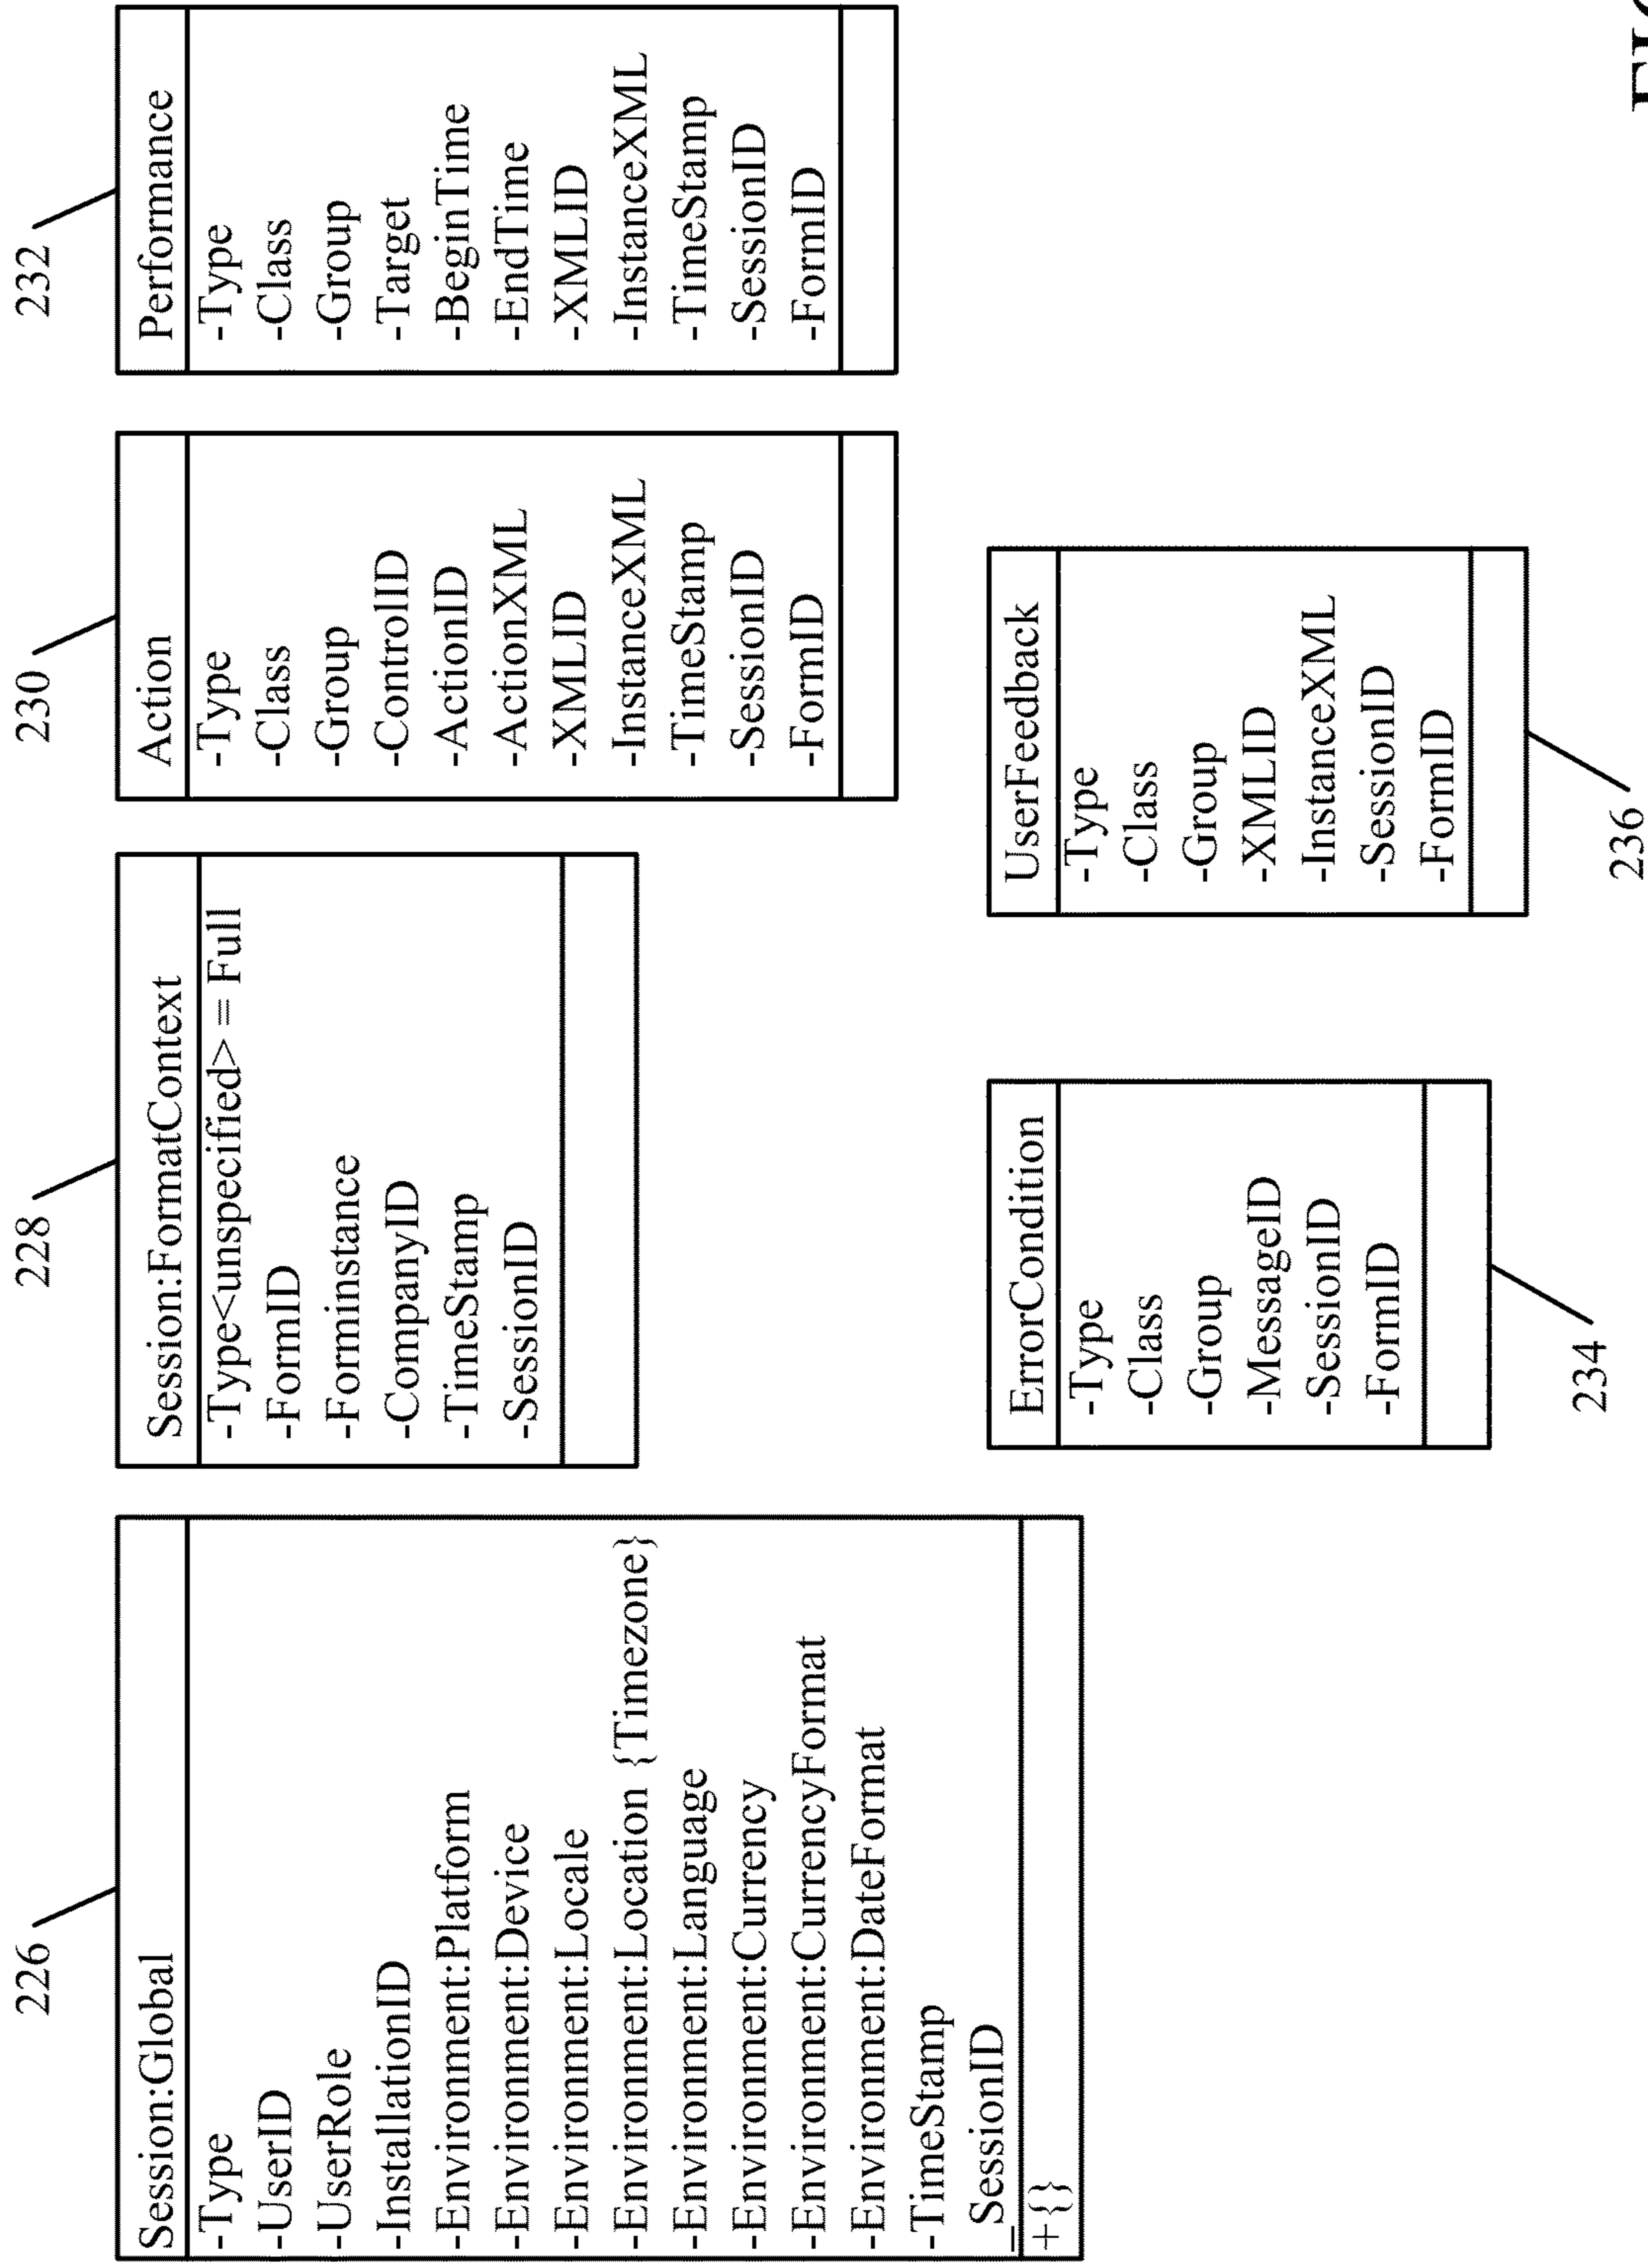 226
Session:Global
-Type
-UserID
-UserRole
-InstallationID
-Environment:Platform
-Environment:Device
-Environment:Locale
-Environment:Location {Timezone}
-Environment:Language
-Environment:Currency
-Environment:CurrencyFormat
-Environment:DateFormat
-TimeStamp
_SessionID
+{}
228
Session:FormatContext
-Type<unspecified> = Full
-FormID
-Forminstance
-CompanyID
-TimeStamp
-SessionID
230
Action
-Type
-Class
-Group
-ControlID
-ActionID
-ActionXML
-XMLID
-InstanceXML
-TimeStamp
-SessionID
-FormID
232
Performance
-Type
-Class
-Group
-Target
-BeginTime
-EndTime
-XMLID
-InstanceXML
-TimeStamp
-SessionID
-FormID
ErrorCondition
-Type
-Class
-Group
-MessageID
-SessionID
-FormID
234
UserFeedback
-Type
-Class
-Group
-XMLID
-InstanceXML
-SessionID
-FormID
236